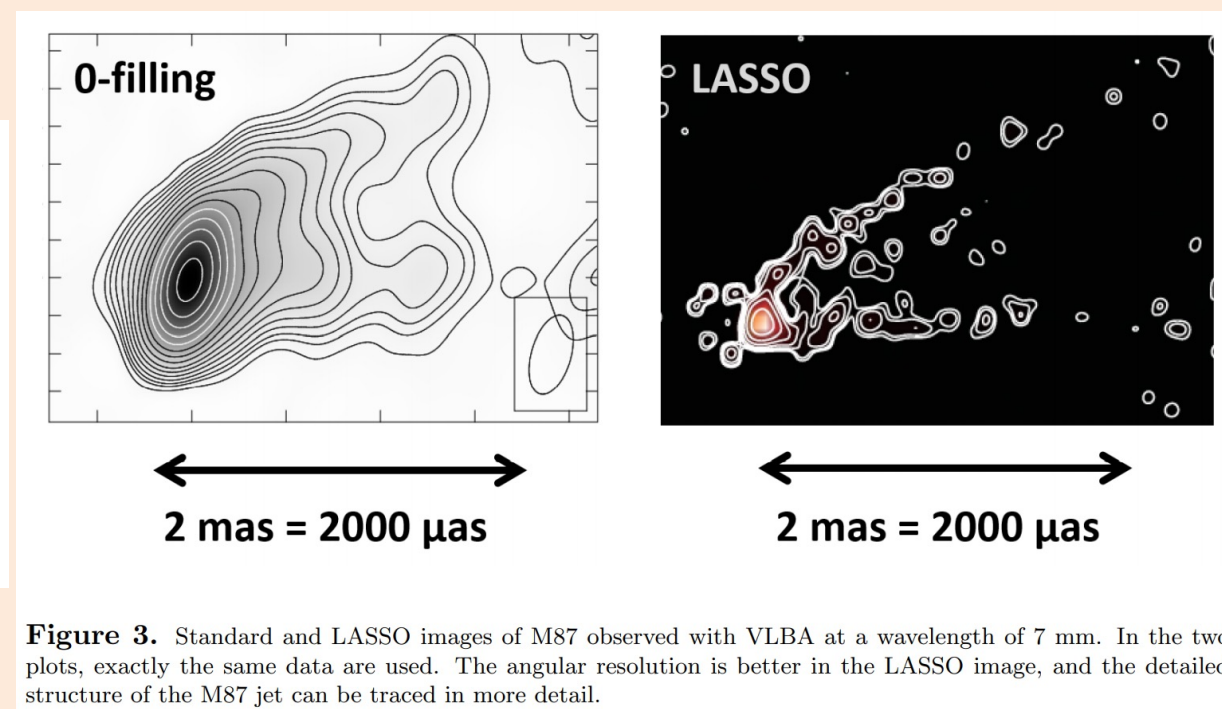 0-filling
LASSO
2 mas = 2000 μas
2 mas = 2000 μas
Figure 3. Standard and LASSO images of M87 observed with VLBA at a wavelength of 7 mm. In the two
plots, exactly the same data are used. The angular resolution is better in the LASSO image, and the detailed
structure of the M87 jet can be traced in more detail.